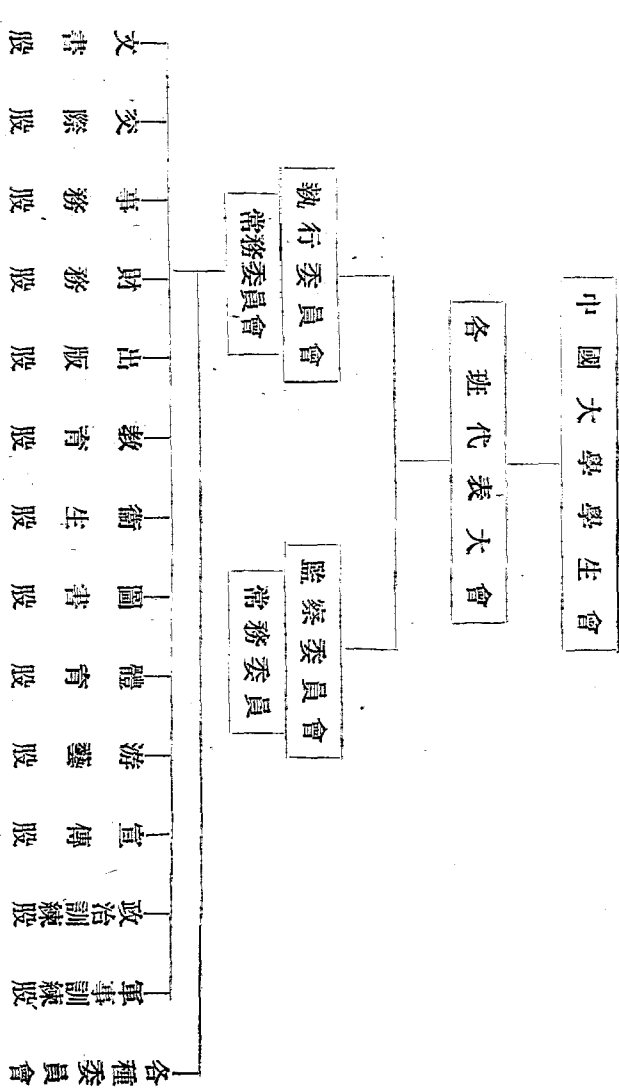 中國大學學生會
各班代表大會
執行委員會
常務委員會
監察委員會
常務委員
文書股
交際股
事務股
財務股
出版股
教育股
衞生股
圖書股
體育股
游藝股
宣傳股
政治訓練股
軍事訓練股
各種委員會